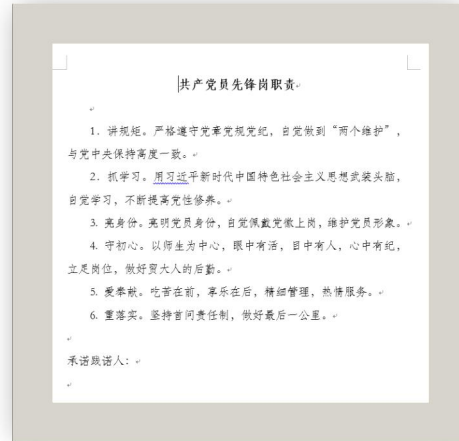 共产党员先锋岗职责
1. 讲规矩。严格遵守党章党规党纪，自觉做到“两个维护”，
与党中央保持高度一致。
2. 抓学习。用习近平新时代中国特色社会主义思想武装头脑，
自觉学习，不断提高党性修养。
3. 亮身份。亮明党员身份，自觉佩戴党徽上岗，维护党员形象。
4. 守初心。以师生为中心，眼中有活，目中有人，心中有纪，
立足岗位，做好贸大人的后勤。
5. 爱奉献。吃苦在前，享乐在后，精细管理，热情服务。
6. 重落实。坚持首问责任制，做好最后一公里。
承诺践诺人：